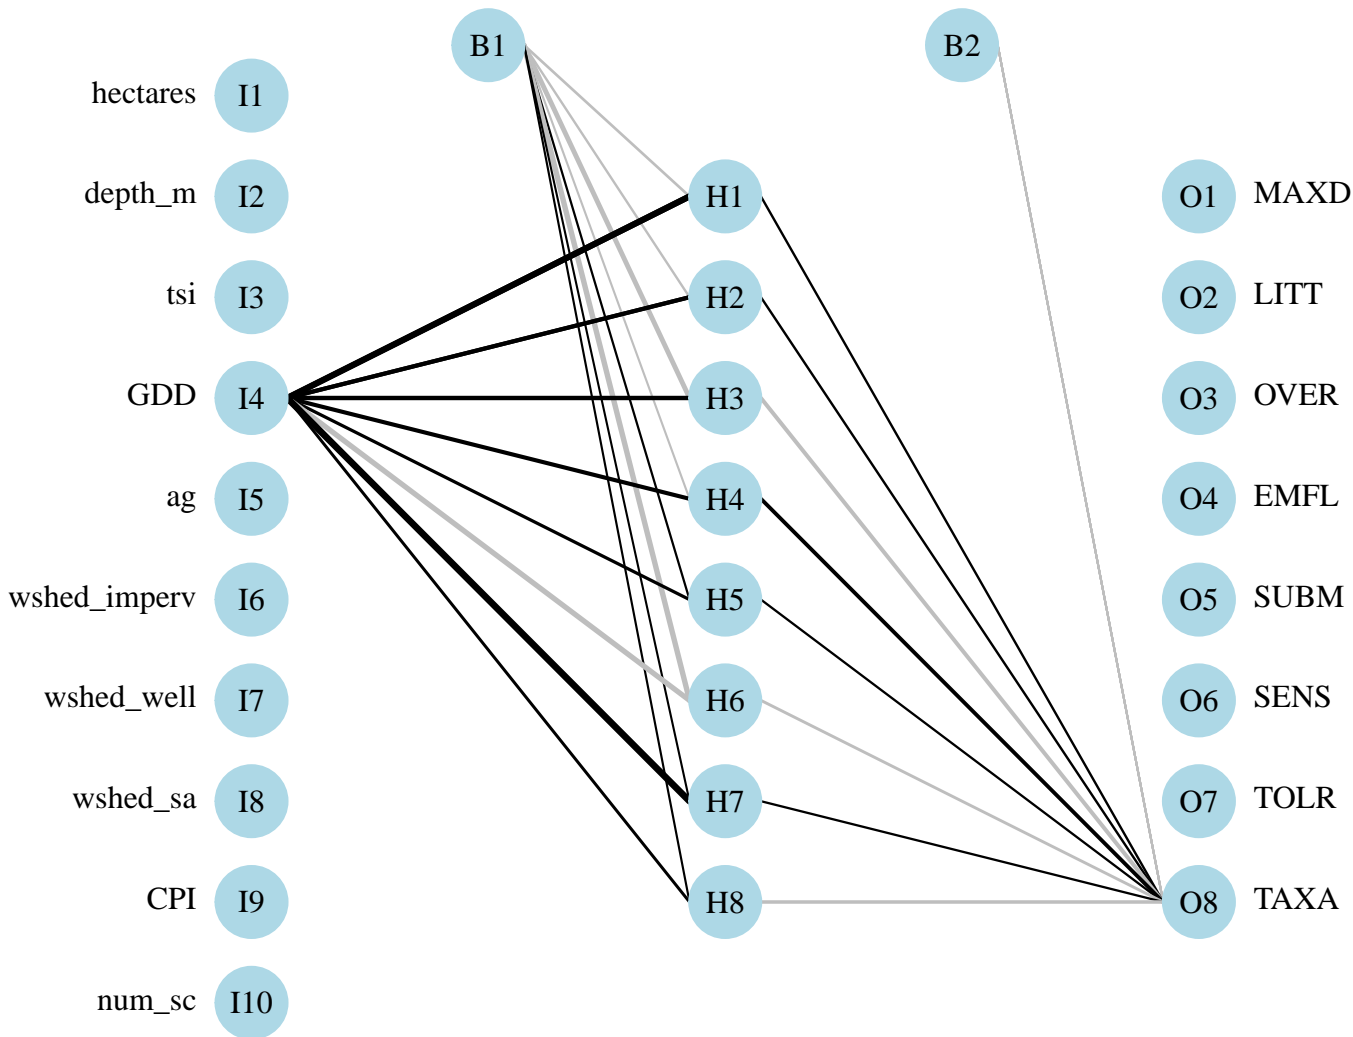 B1 B2
hectares I1
depth_m I2 H1 O1 MAXD
tsi I3 H2 O2 LITT
GDD I4 H3 O3 OVER
ag I5 H4 O4 EMFL
wshed_imperv I6 H5 O5 SUBM
wshed_well I7 H6 O6 SENS
wshed_sa I8 H7 O7 TOLR
CPI I9 H8 O8 TAXA
num_sc I10